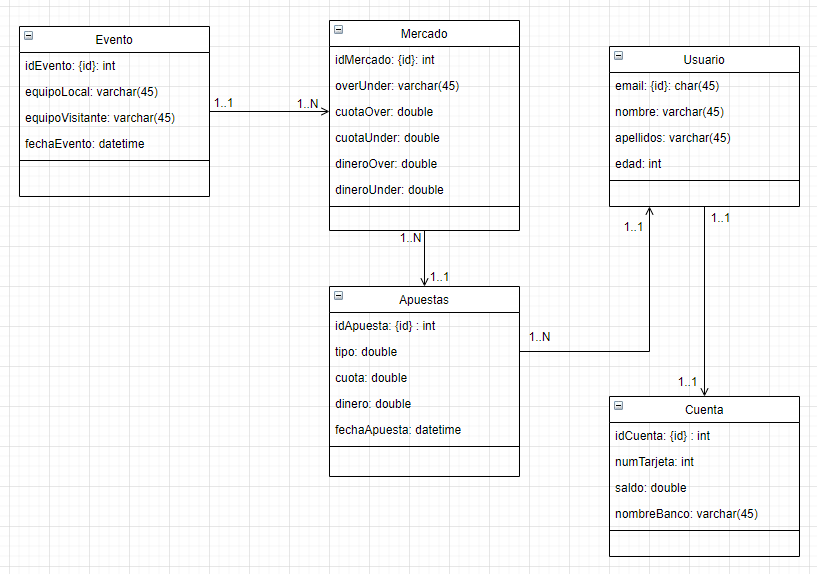 Evento
idEvento: {id}: int
equipoLocal: varchar(45)
equipoVisitante: varchar(45)
fechaEvento: datetime
1..1
1..N
Mercado
idMercado: {id}: int
overUnder: varchar(45)
cuotaOver: double
cuotaUnder: double
dineroOver: double
dineroUnder: double
1..N
1..1
Apuestas
idApuesta: {id} : int
tipo: double
cuota: double
dinero: double
fechaApuesta: datetime
1..N
1..1
Usuario
email: {id}: char(45)
nombre: varchar(45)
apellidos: varchar(45)
edad: int
1..1
1..1
Cuenta
idCuenta: {id} : int
numTarjeta: int
saldo: double
nombreBanco: varchar(45)